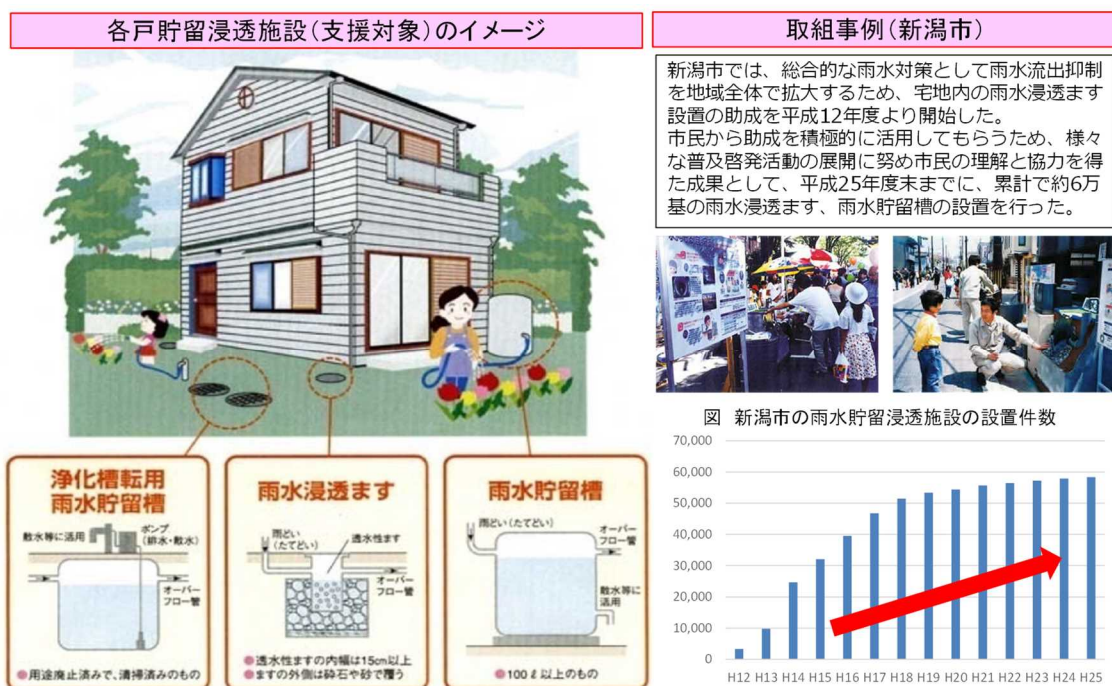 各戸貯留浸透施設(支援対象)のイメージ
浄化槽転用
雨水貯留槽
散水等に活用
ポンプ
(排水・散水)
オーバー
フロー管
●用途廃止済みで、清掃済みのもの
雨水浸透ます
雨どい
(たてどい)
透水性ます
オーバー
フロー管
●透水性ますの内幅は15cm以上
●ますの外側は砕石や砂で覆う
雨水貯留槽
雨どい(たてどい)
オーバー
フロー管
散水等に
活用
●100ℓ以上のもの
取組事例(新潟市)
新潟市では、総合的な雨水対策として雨水流出抑制
を地域全体で拡大するため、宅地内の雨水浸透ます
設置の助成を平成12年度より開始した。
市民から助成を積極的に活用してもらうため、様々
な普及啓発活動の展開に努め市民の理解と協力を得
た成果として、平成25年度末までに、累計で約6万
基の雨水浸透ます、雨水貯留槽の設置を行った。
図 新潟市の雨水貯留浸透施設の設置件数
70,000
60,000
50,000
40,000
30,000
20,000
10,000
0
H12 H13 H14 H15 H16 H17 H18 H19 H20 H21 H22 H23 H24 H25